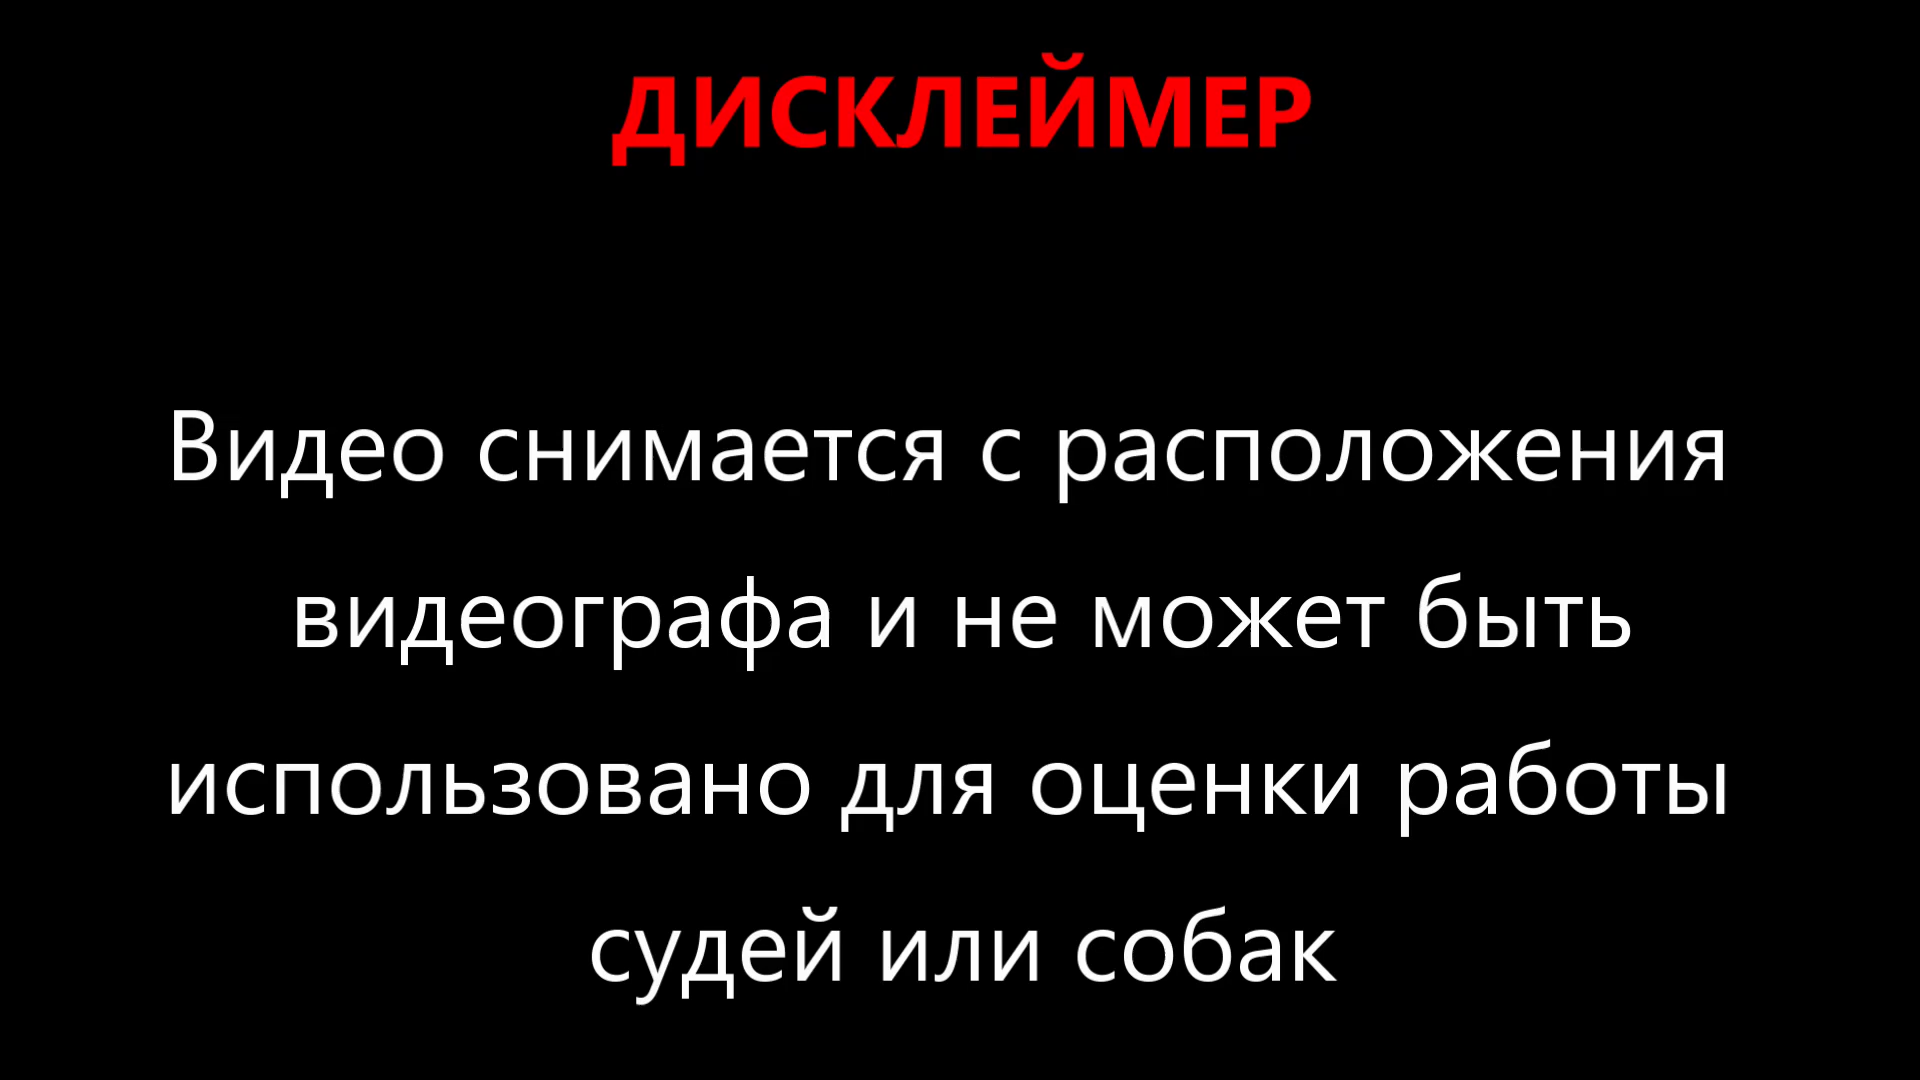 ДИСКЛЕЙМЕР
Видео снимается с расположения
видеографа и не может быть
использовано для оценки работы
судей или собак